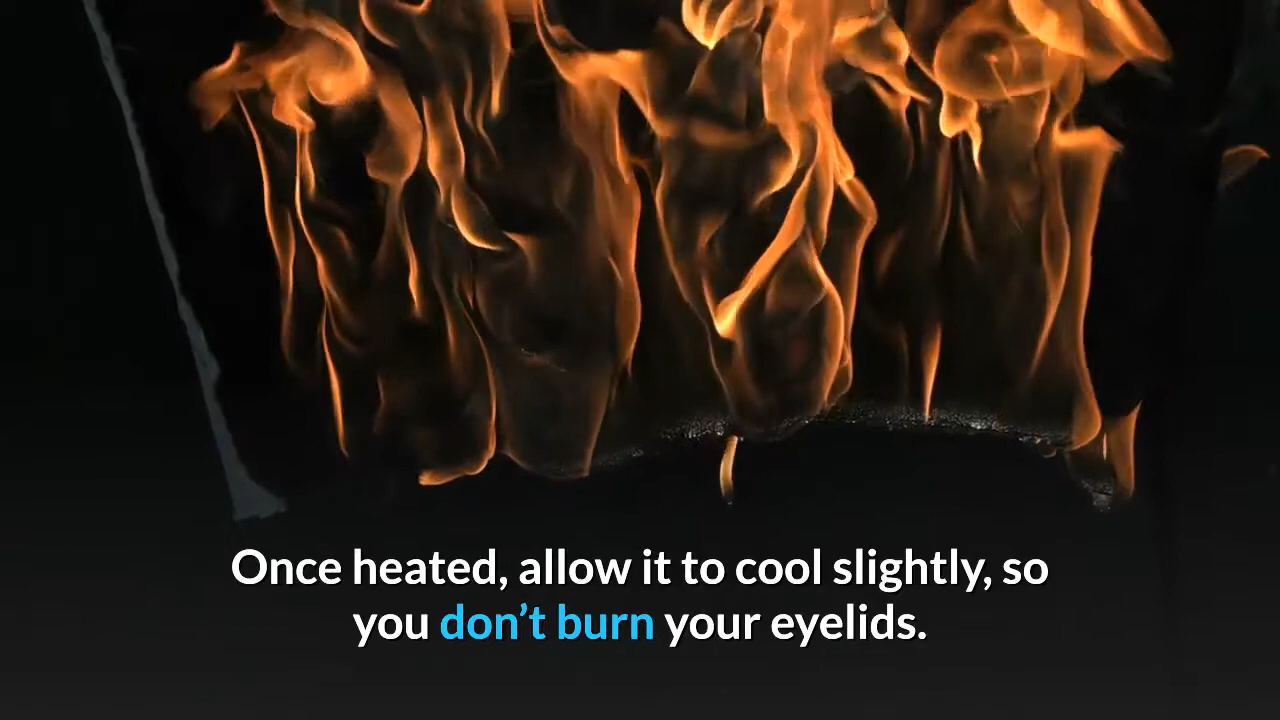 Once heated, allow it to cool slightly, so
you don’t burn your eyelids.